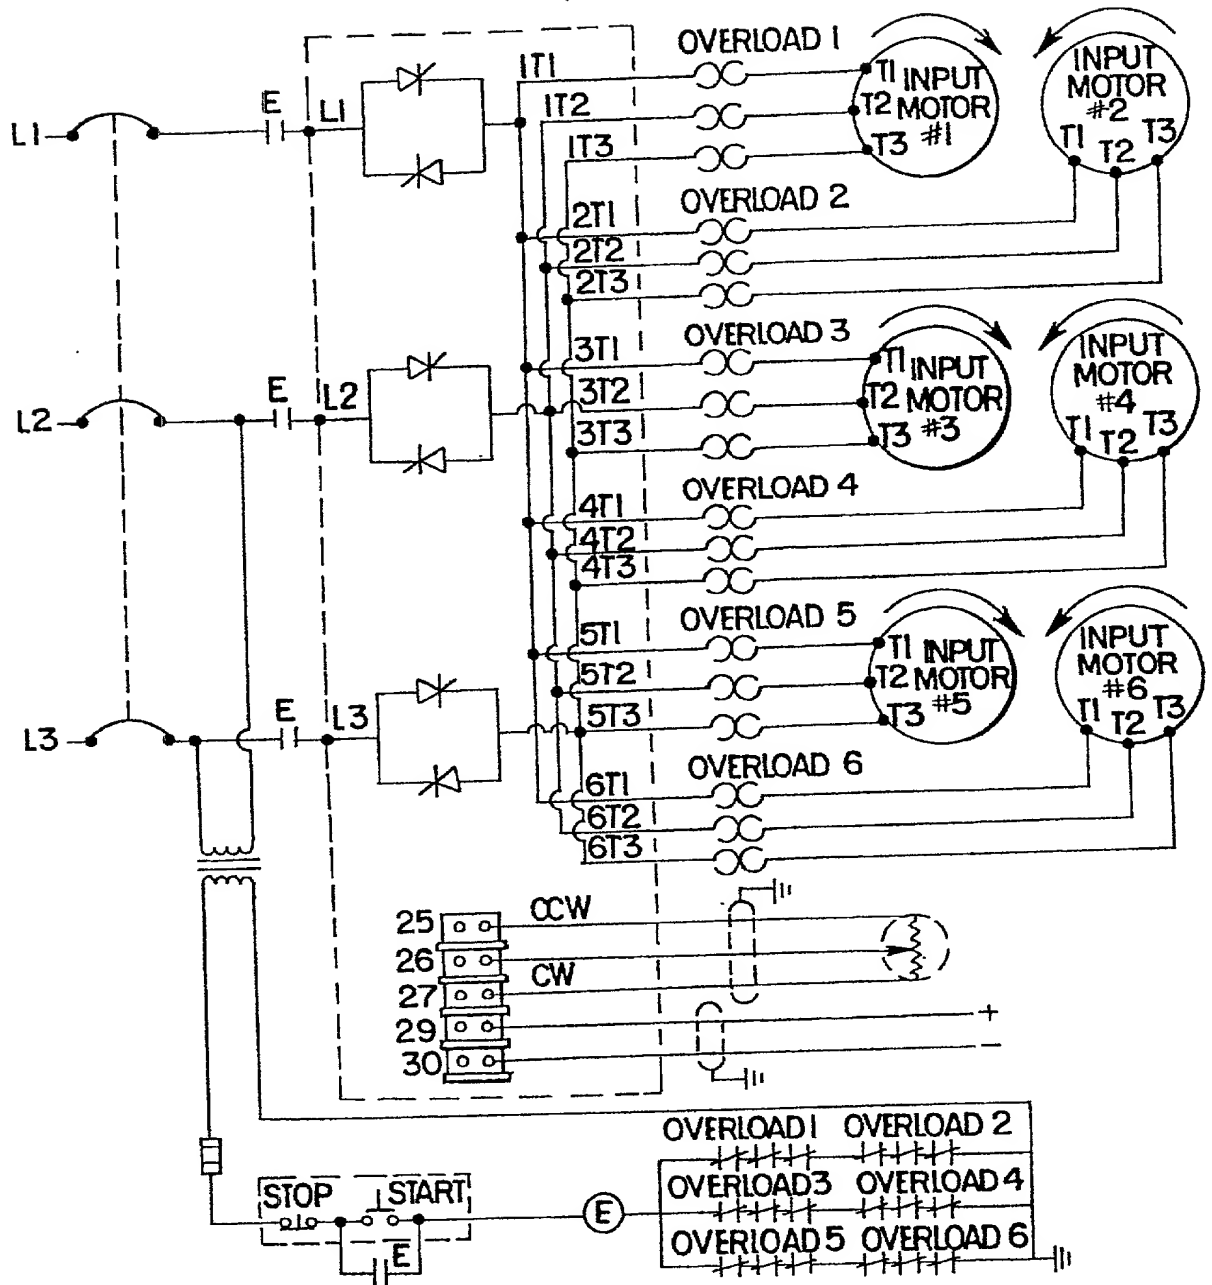 OVERLOAD 1
1T1
T1 INPUT MOTOR #1
T2
T3
INPUT MOTOR #2
T1 T2 T3
E
L1
L1
1T2
1T3
OVERLOAD 2
2T1
2T2
2T3
OVERLOAD 3
3T1
T1 INPUT MOTOR #3
T2
T3
INPUT MOTOR #4
T1 T2 T3
E
L2
L2
3T2
3T3
OVERLOAD 4
4T1
4T2
4T3
OVERLOAD 5
5T1
T1 INPUT MOTOR #5
T2
T3
INPUT MOTOR #6
T1 T2 T3
5T2
E
L3
L3
5T3
OVERLOAD 6
6T1
6T2
6T3
25 CCW
26
27 CW
29 +
30 −
OVERLOAD 1 OVERLOAD 2
STOP START
OVERLOAD 3 OVERLOAD 4
E
E
OVERLOAD 5 OVERLOAD 6